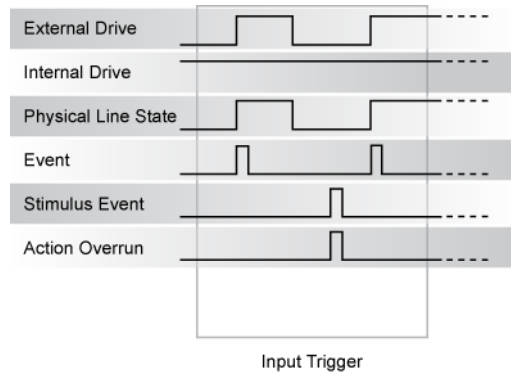 External Drive
Internal Drive
Physical Line State
Event
Stimulus Event
Action Overrun
Input Trigger